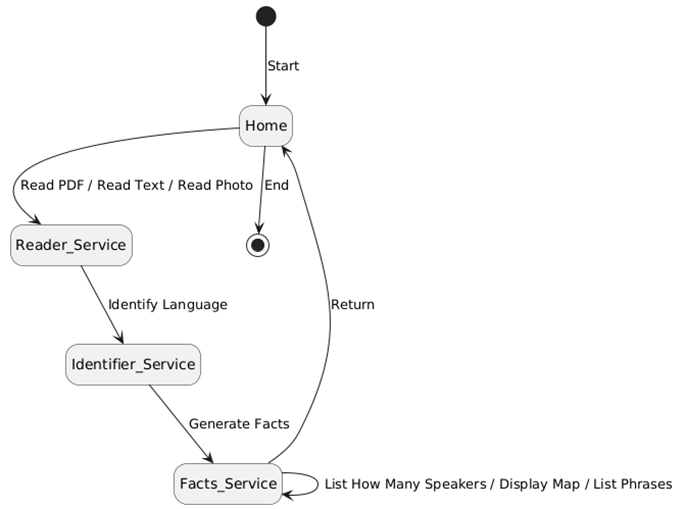 Start
Home
Read PDF / Read Text / Read Photo
End
Reader_Service
Identify Language
Return
Identifier_Service
Generate Facts
Facts_Service
List How Many Speakers / Display Map / List Phrases